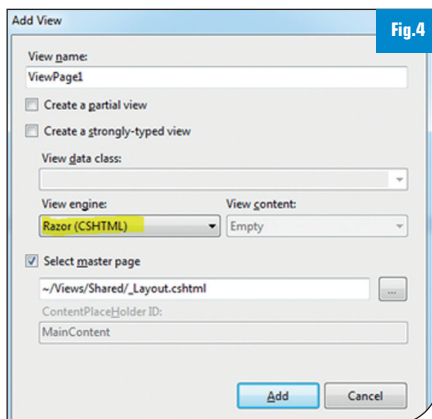 Add View
Fig.4
View name:
ViewPage1
Create a partial view
Create a strongly-typed view
View data class:
View engine: View content:
Razor (CSHTML) Empty
Select master page
~/Views/Shared/_Layout.cshtml ...
ContentPlaceHolder ID:
MainContent
Add Cancel